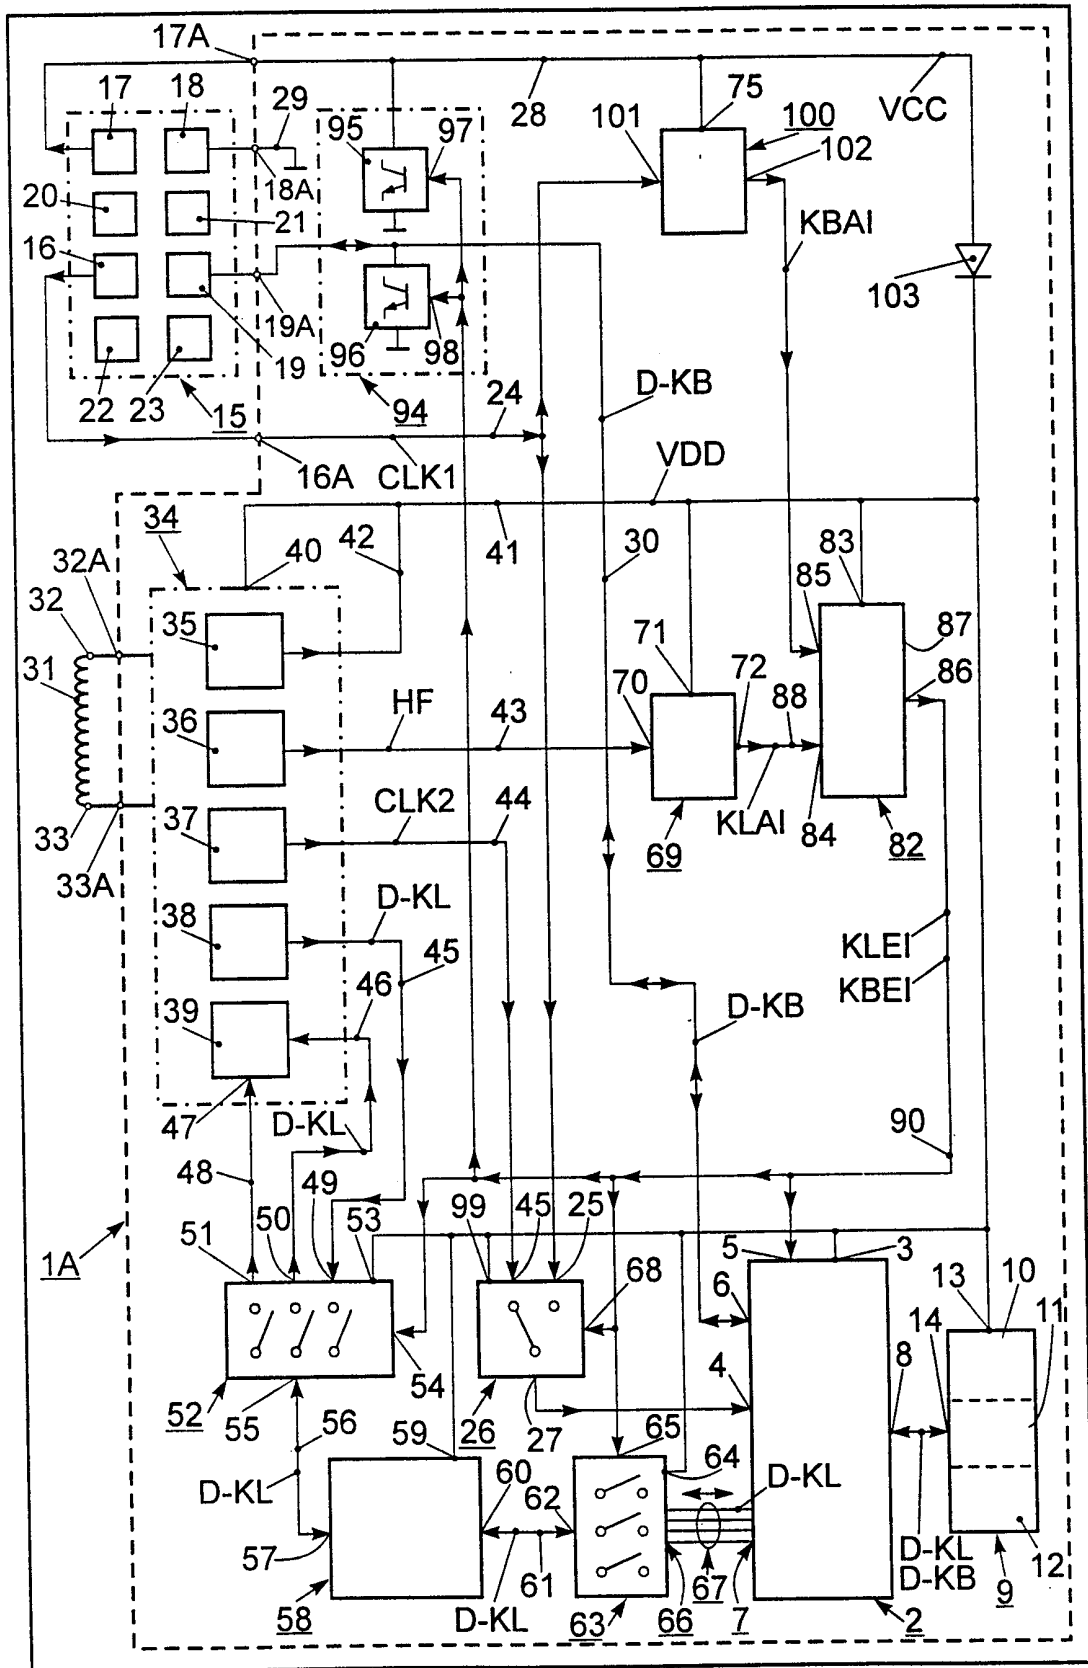 17A
17 18 29 95 97 28 101 75 100 VCC
102
18A
20 21 KBAI
16 103
19A 96 98
22 23 15 19 94 24 D-KB
16A CLK1 VDD
34 40 42 41 30 83
32A 85
32 35 71 87
31 70 72 88 86
36 HF 43
37 CLK2 44 KLAI 84
33 69 82
33A
38 D-KL
45 KLEI
39 46 KBEI
D-KB
47 D-KL 90
48
51 50 49 53 99 45 25 5 3
1A 6 13 10
68 14 11
54 4 8
52 55 26 27
56 59 65
D-KL 60 62 64 D-KL
57 61 67 D-KL 12
D-KB
58 D-KL 63 66 7 2 9